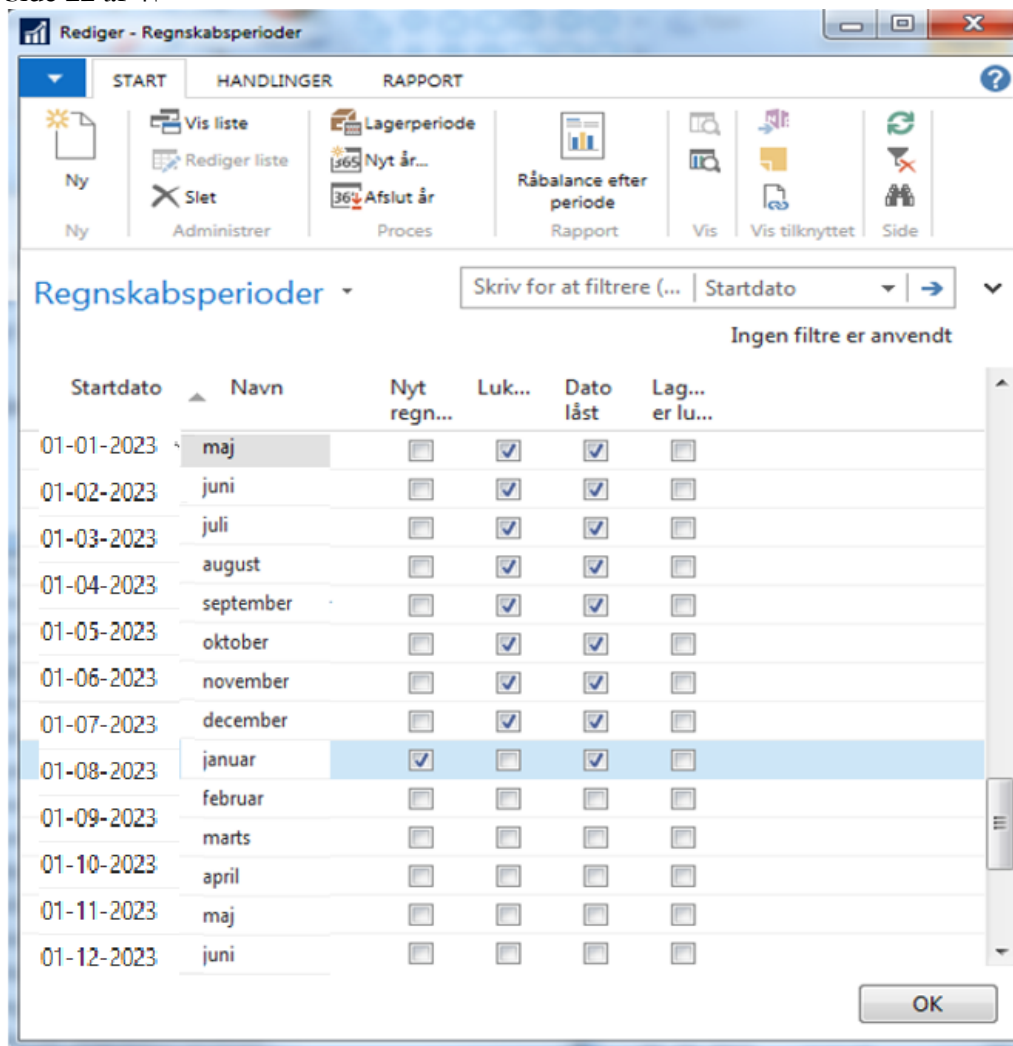 Rediger - Regnskabsperioder
START HANDLINGER RAPPORT
Ny
Vis liste
Rediger liste
Slet
Lagerperiode
365 Nyt år...
Afslut år
Råbalance efter
periode
Ny Administrer Proces Rapport Vis Vis tilknyttet Side
Regnskabsperioder
Skriv for at filtrere (... Startdato
Ingen filtre er anvendt
Startdato Navn Nyt Luk... Dato Lag...
regn... låst er lu...
01-01-2023 maj
01-02-2023 juni
01-03-2023 juli
01-04-2023 august
01-05-2023 september
01-06-2023 oktober
01-07-2023 november
01-08-2023 december
01-09-2023 januar
01-10-2023 februar
01-11-2023 marts
01-12-2023 april
maj
juni
OK